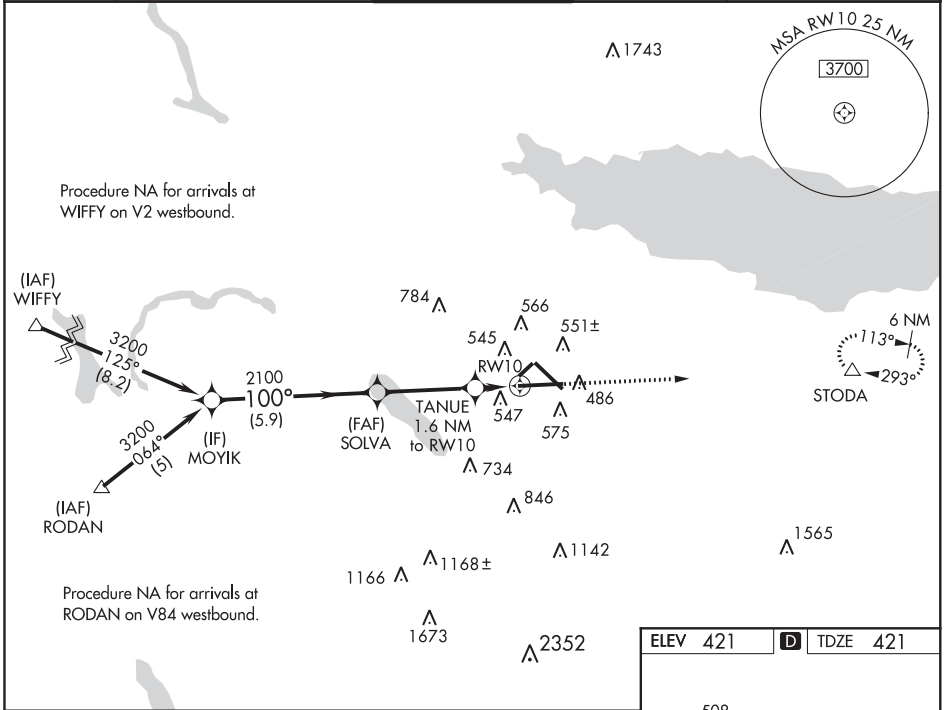 1743
MSA RW10 25 NM
3700
Procedure NA for arrivals at
WIFFY on V2 westbound.
(IAF)
WIFFY
3200
125°
(8.2)
784
566
545
551±
RW10
6 NM
113°
293°
STODA
2100
100°
(5.9)
486
547
575
TANUE
1.6 NM
to RW10
(FAF)
SOLVA
(IF)
MOYIK
3200
064°
(5)
(IAF)
RODAN
734
846
1565
1142
1168±
1166
Procedure NA for arrivals at
RODAN on V84 westbound.
1673
2352
ELEV 421 D TDZE 421